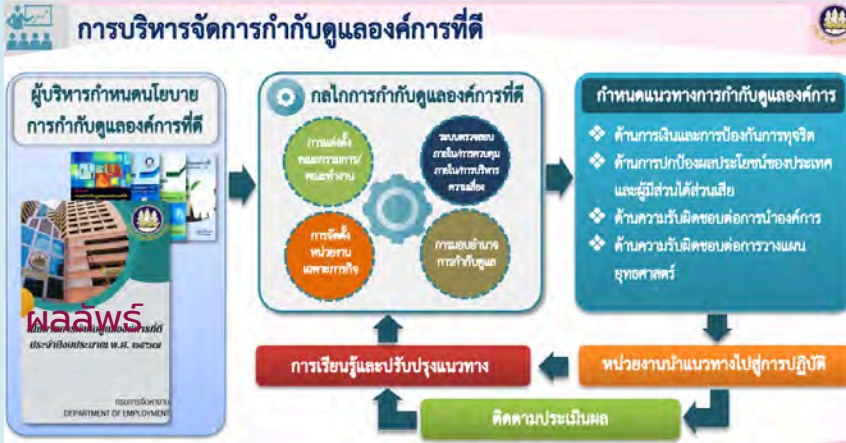 การบริหารจัดการกำกับดูแลองค์การที่ดี
ผู้บริหารกำหนดนโยบาย
การกำกับดูแลองค์การที่ดี
ผลลัพธ์
ประจำปีงบประมาณ พ.ศ. ๒๕๖๗
กรมการจัดหางาน
DEPARTMENT OF EMPLOYMENT
กลไกการกำกับดูแลองค์การที่ดี
การแต่งตั้ง
คณะกรรมการ/
คณะทำงาน
ระบบตรวจสอบ
ภายใน/การควบคุม
ภายใน/การบริหาร
ความเสี่ยง
การจัดตั้ง
หน่วยงาน
เฉพาะภารกิจ
การมอบอำนาจ
การกำกับดูแล
กำหนดแนวทางการกำกับดูแลองค์การ
❖ ด้านการเงินและการป้องกันการทุจริต
❖ ด้านการปกป้องผลประโยชน์ของประเทศ
และผู้มีส่วนได้ส่วนเสีย
❖ ด้านความรับผิดชอบต่อการนำองค์การ
❖ ด้านความรับผิดชอบต่อการวางแผน
ยุทธศาสตร์
การเรียนรู้และปรับปรุงแนวทาง
หน่วยงานนำแนวทางไปสู่การปฏิบัติ
ติดตามประเมินผล